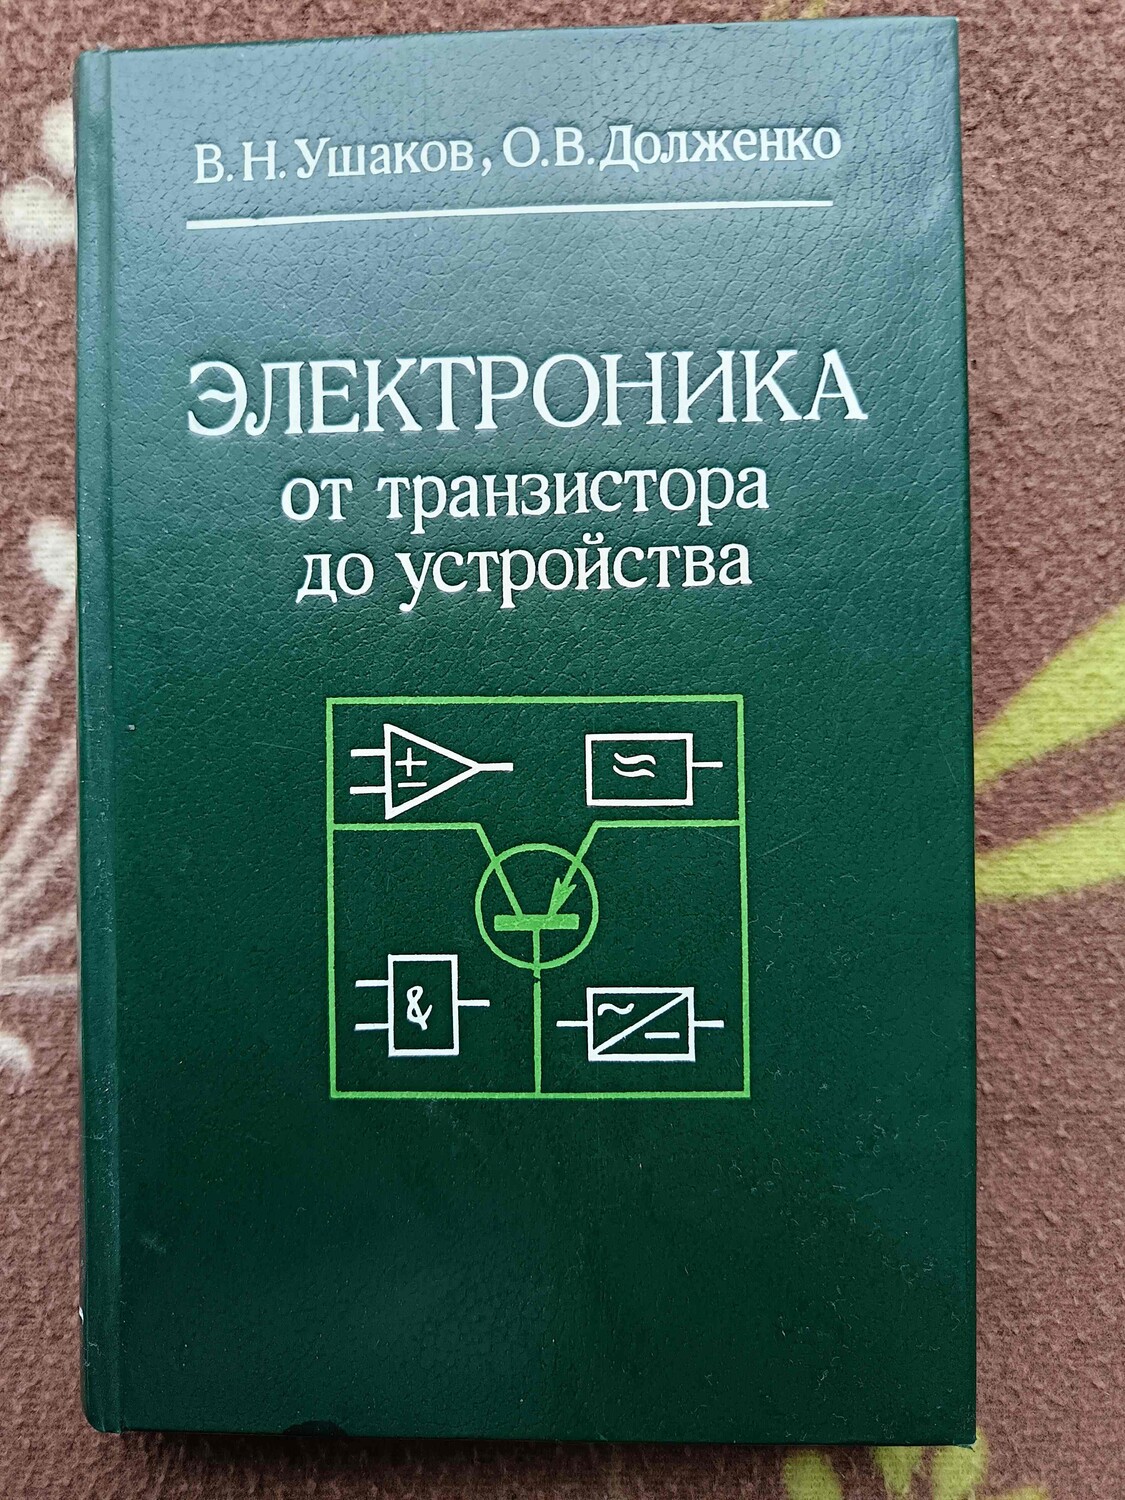 В.Н.Ушаков, О.В.Долженко
ЭЛЕКТРОНИКА
от транзистора
до устройства
+
−
≈
&
~
−